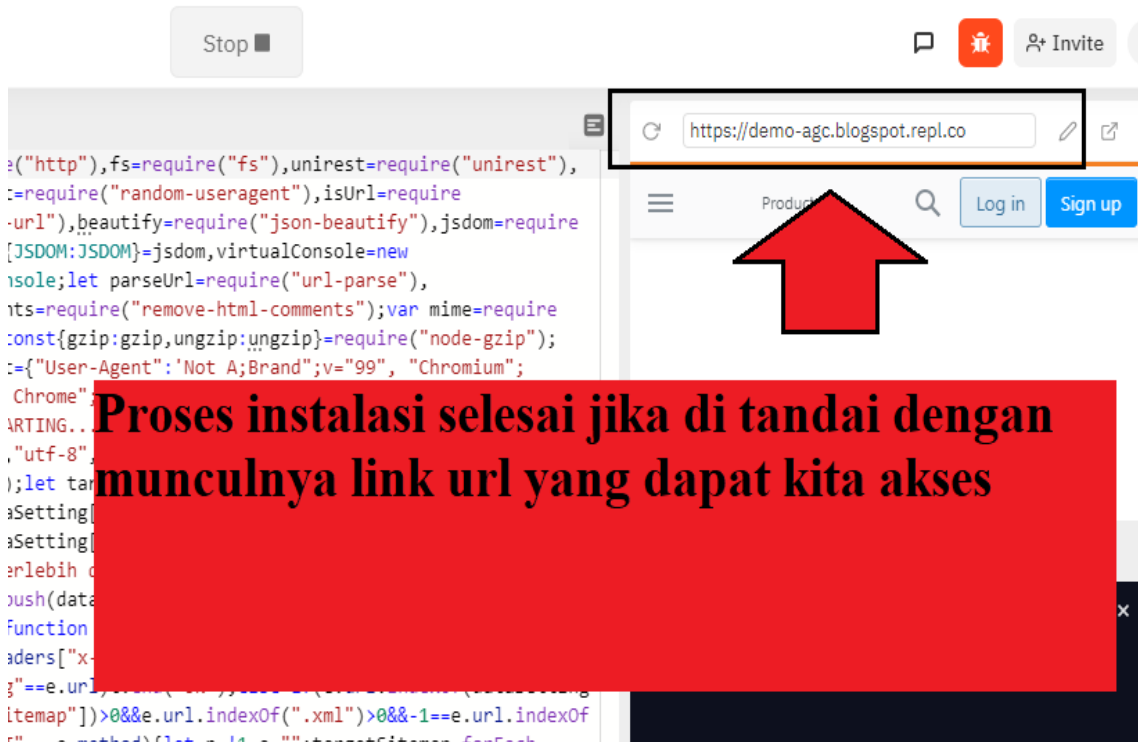 Stop
Invite
https://demo-agc.blogspot.repl.co
e("http"),fs=require("fs"),unirest=require("unirest"),
t=require("random-useragent"),isUrl=require
-url"),beautify=require("json-beautify"),jsdom=require
{JSDOM:JSDOM}=jsdom,virtualConsole=new
nsole;let parseUrl=require("url-parse"),
nts=require("remove-html-comments");var mime=require
const{gzip:gzip,ungzip:ungzip}=require("node-gzip");
t={"User-Agent":'Not A;Brand";v="99", "Chromium";
Chrome"
ARTING..
,"utf-8",
);let tar
aSetting[
aSetting[
erlebih
push(data
function
aders["x-
g"==e.url
itemap"])>0&&e.url.indexOf(".xml")>0&&-1==e.url.indexOf
Product
Log in
Sign up
Proses instalasi selesai jika di tandai dengan
munculnya link url yang dapat kita akses